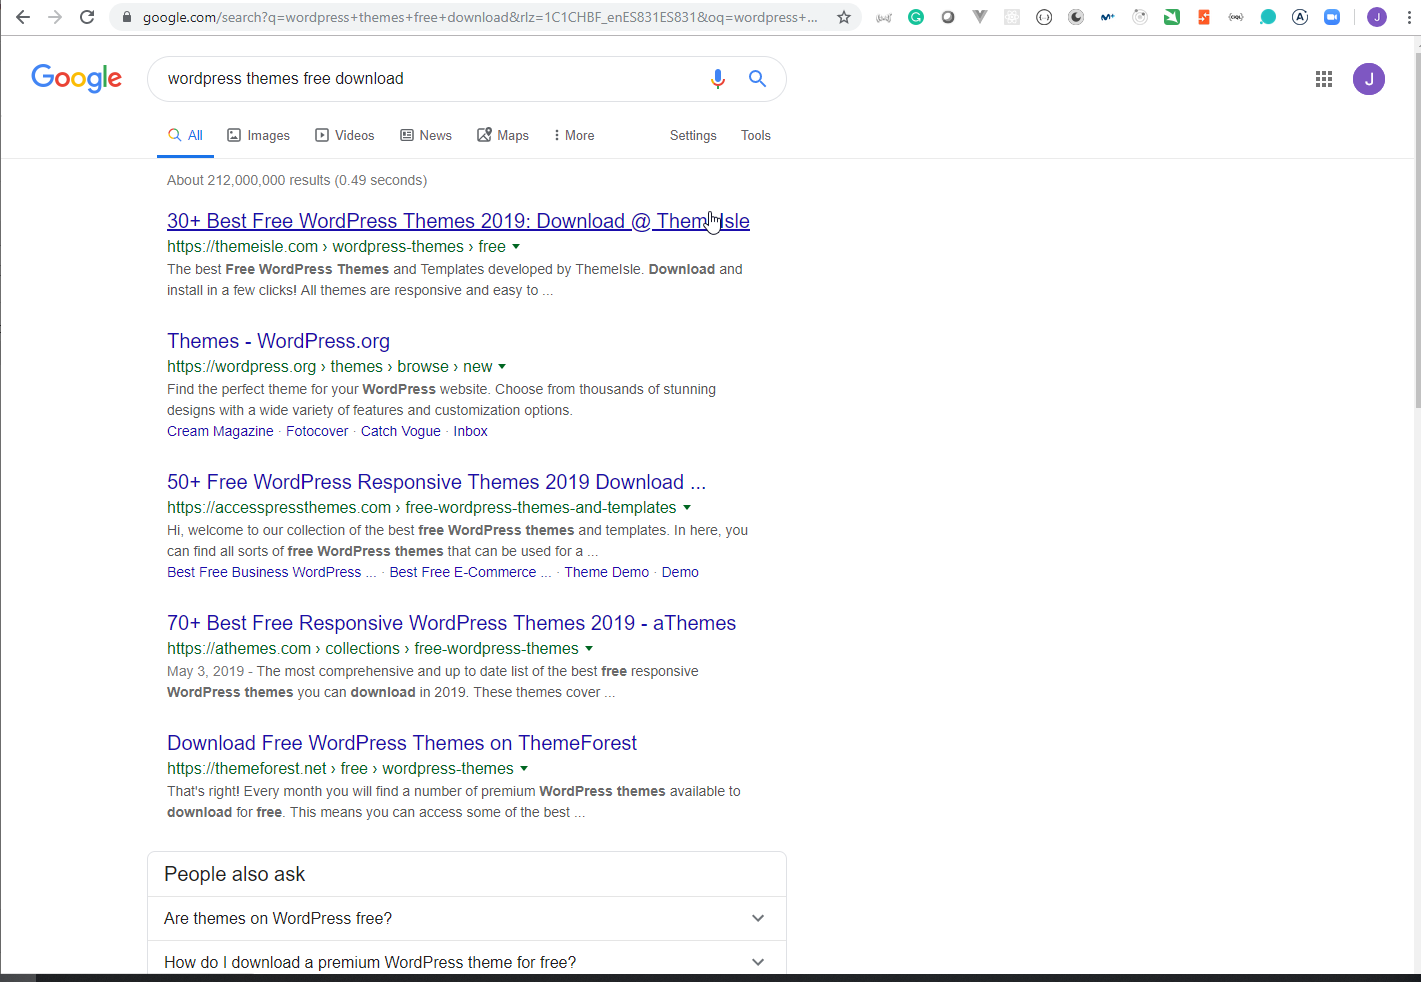 google.com/search?q=wordpress+themes+free+download&rlz=1C1CHBF_enES831ES831&oq=wordpress+...
J
Google
wordpress themes free download
J
All Images Videos News Maps More Settings Tools
About 212,000,000 results (0.49 seconds)
30+ Best Free WordPress Themes 2019: Download @ ThemeIsle
https://themeisle.com › wordpress-themes › free
The best Free WordPress Themes and Templates developed by ThemeIsle. Download and
install in a few clicks! All themes are responsive and easy to ...
Themes - WordPress.org
https://wordpress.org › themes › browse › new
Find the perfect theme for your WordPress website. Choose from thousands of stunning
designs with a wide variety of features and customization options.
Cream Magazine · Fotocover · Catch Vogue · Inbox
50+ Free WordPress Responsive Themes 2019 Download ...
https://accesspressthemes.com › free-wordpress-themes-and-templates
Hi, welcome to our collection of the best free WordPress themes and templates. In here, you
can find all sorts of free WordPress themes that can be used for a ...
Best Free Business WordPress ... · Best Free E-Commerce ... · Theme Demo · Demo
70+ Best Free Responsive WordPress Themes 2019 - aThemes
https://athemes.com › collections › free-wordpress-themes
May 3, 2019 - The most comprehensive and up to date list of the best free responsive
WordPress themes you can download in 2019. These themes cover ...
Download Free WordPress Themes on ThemeForest
https://themeforest.net › free › wordpress-themes
That's right! Every month you will find a number of premium WordPress themes available to
download for free. This means you can access some of the best ...
People also ask
Are themes on WordPress free?
How do I download a premium WordPress theme for free?